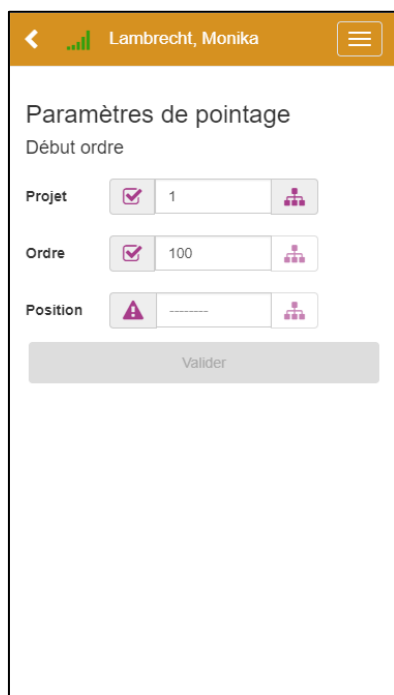 Lambrecht, Monika
Paramètres de pointage
Début ordre
Projet 1
Ordre 100
Position --------
Valider